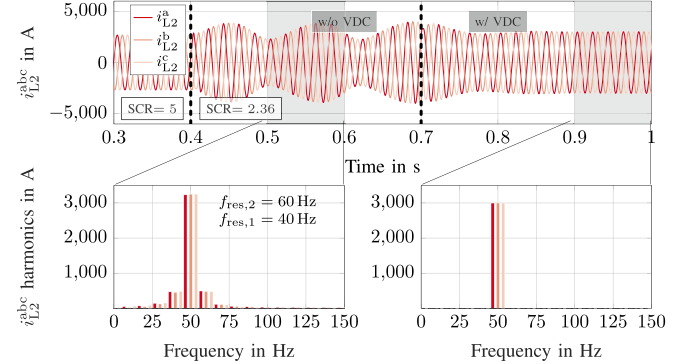 i_L2^abc in A
5,000
0
−5,000
i_L2^a
i_L2^b
i_L2^c
w/o VDC
w/ VDC
SCR= 5
SCR= 2.36
0.3 0.4 0.5 0.6 0.7 0.8 0.9 1
Time in s
i_L2^abc harmonics in A
3,000
2,000
1,000
f_res,2 = 60 Hz
f_res,1 = 40 Hz
0 25 50 75 100 125 150
Frequency in Hz
3,000
2,000
1,000
0 25 50 75 100 125 150
Frequency in Hz